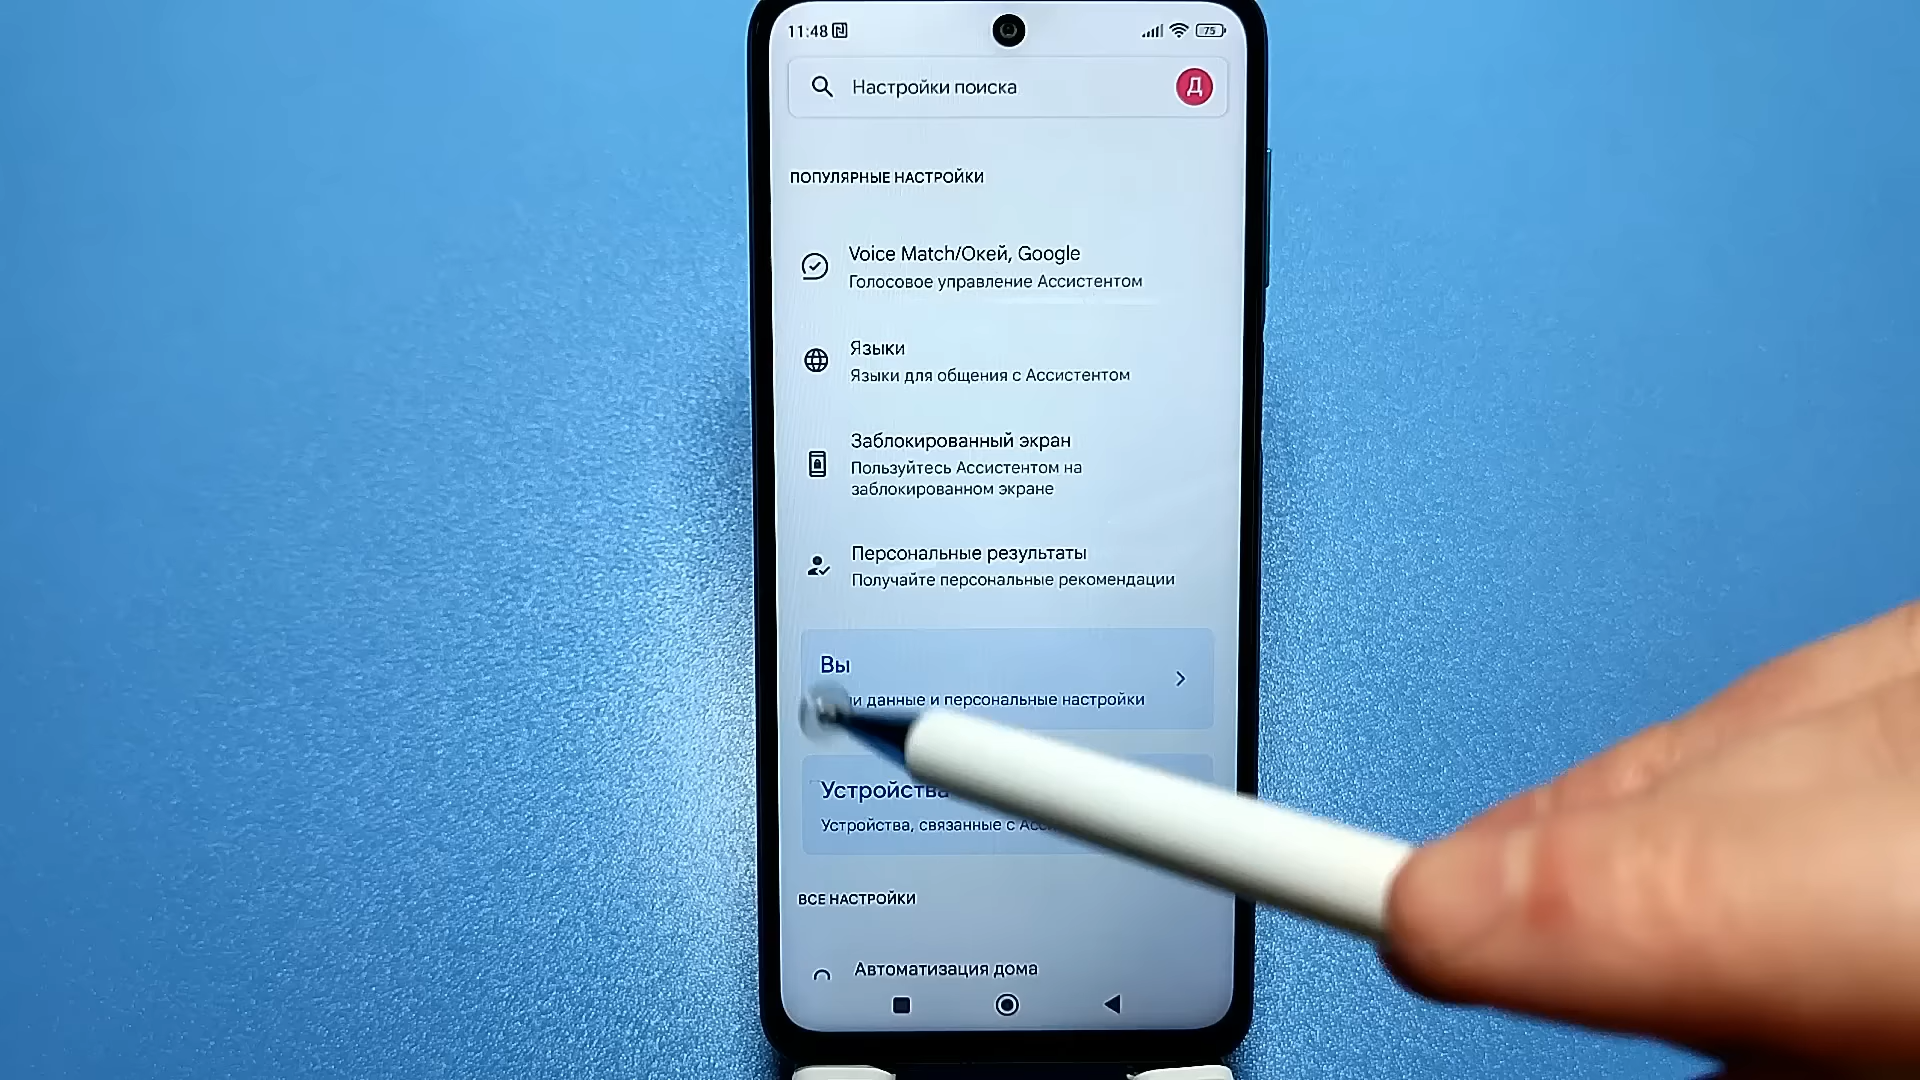 11:48
75
Настройки поиска
Д
ПОПУЛЯРНЫЕ НАСТРОЙКИ
Voice Match/Окей, Google
Голосовое управление Ассистентом
Языки
Языки для общения с Ассистентом
Заблокированный экран
Пользуйтесь Ассистентом на
заблокированном экране
Персональные результаты
Получайте персональные рекомендации
Вы
данные и персональные настройки
Устройства
Устройства, связанные с
ВСЕ НАСТРОЙКИ
Автоматизация дома